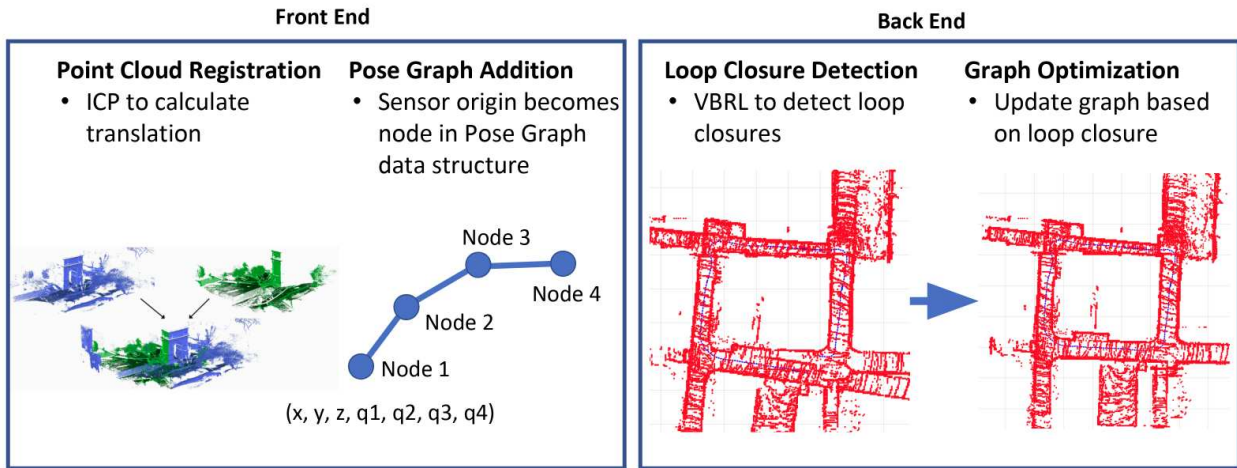 Front End
Point Cloud Registration
• ICP to calculate
translation
Pose Graph Addition
• Sensor origin becomes
node in Pose Graph
data structure
Node 3
Node 4
Node 2
Node 1
(x, y, z, q1, q2, q3, q4)
Back End
Loop Closure Detection
• VBRL to detect loop
closures
Graph Optimization
• Update graph based
on loop closure